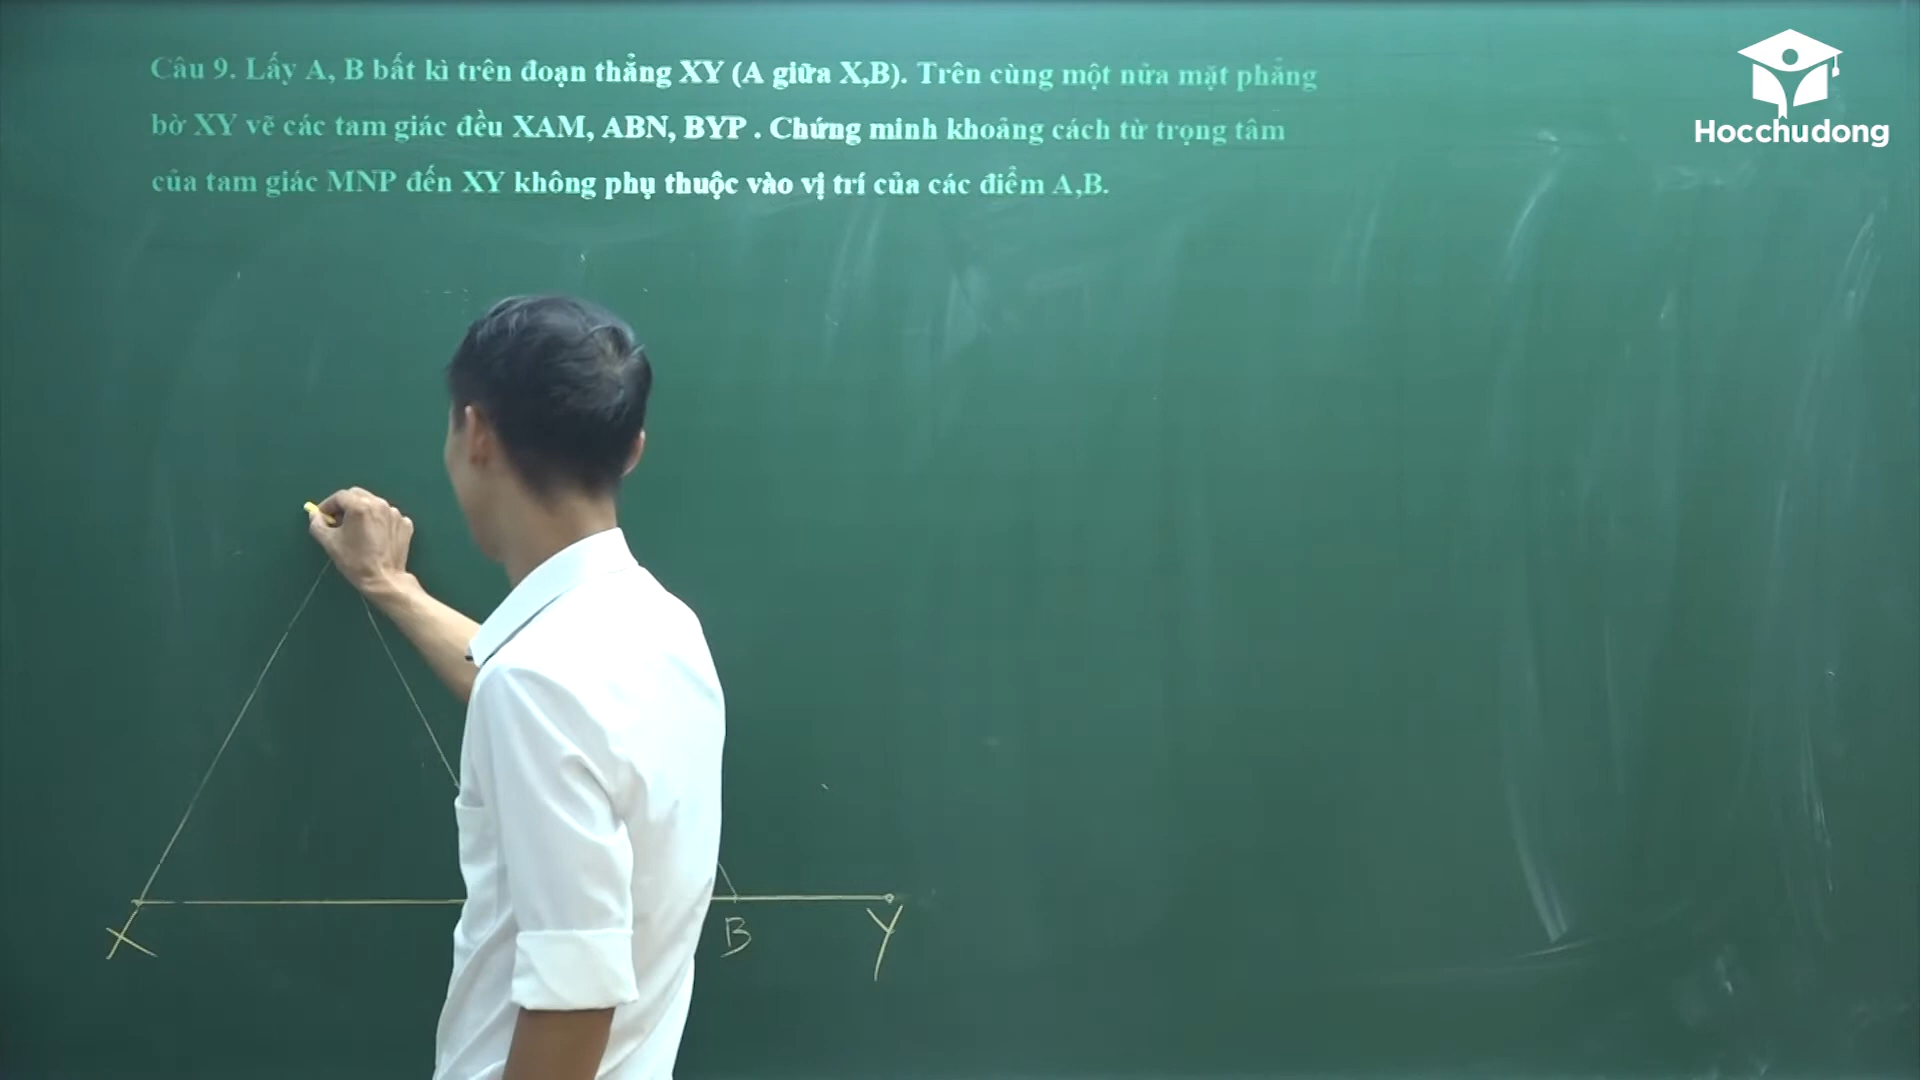 Câu 9. Lấy A, B bất kì trên đoạn thẳng XY (A giữa X,B). Trên cùng một nửa mặt phẳng
bờ XY vẽ các tam giác đều XAM, ABN, BYP . Chứng minh khoảng cách từ trọng tâm
của tam giác MNP đến XY không phụ thuộc vào vị trí của các điểm A,B.
Hocchudong
X
B
Y